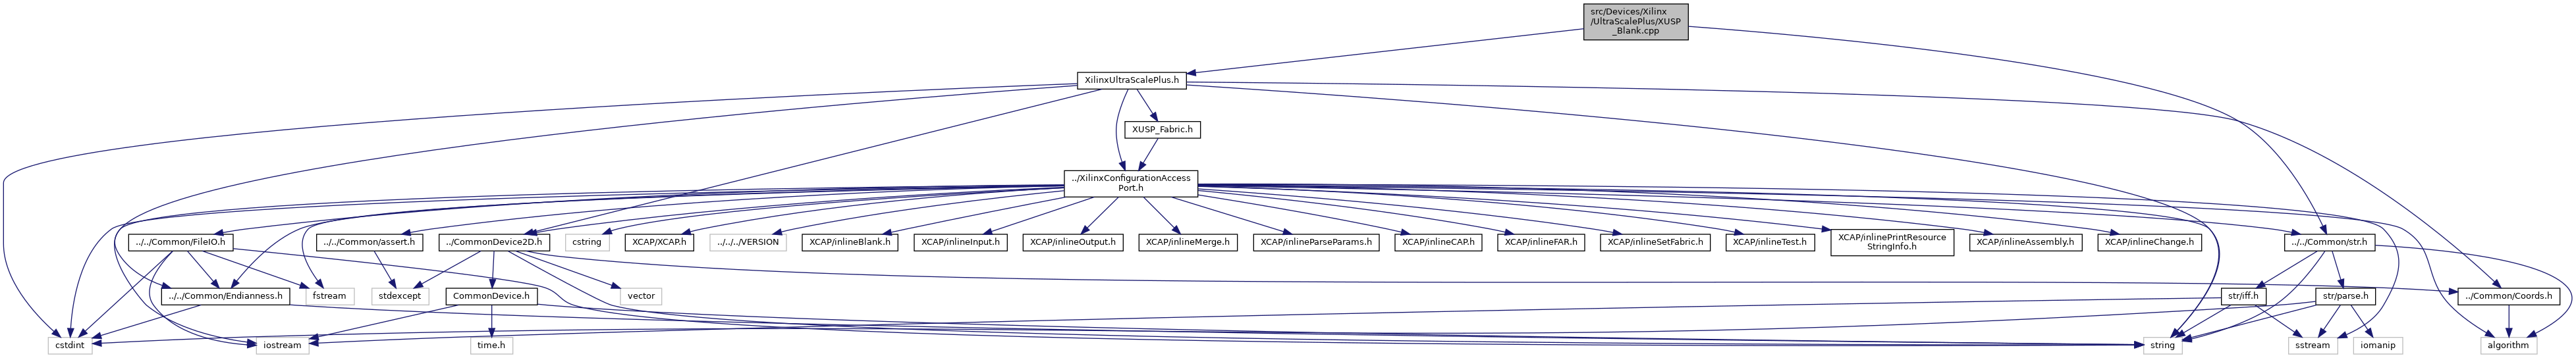 src/Devices/Xilinx
/UltraScalePlus/XUSP
_Blank.cpp
XilinxUltraScalePlus.h
XUSP_Fabric.h
../XilinxConfigurationAccess
Port.h
../../Common/FileIO.h
../../Common/assert.h
../CommonDevice2D.h
cstring
XCAP/XCAP.h
../../../VERSION
XCAP/inlineBlank.h
XCAP/inlineInput.h
XCAP/inlineOutput.h
XCAP/inlineMerge.h
XCAP/inlineParseParams.h
XCAP/inlineCAP.h
XCAP/inlineFAR.h
XCAP/inlineSetFabric.h
XCAP/inlineTest.h
XCAP/inlinePrintResource
StringInfo.h
XCAP/inlineAssembly.h
XCAP/inlineChange.h
../../Common/str.h
../../Common/Endianness.h
fstream
stdexcept
CommonDevice.h
vector
str/iff.h
str/parse.h
../Common/Coords.h
cstdint
iostream
time.h
string
sstream
iomanip
algorithm